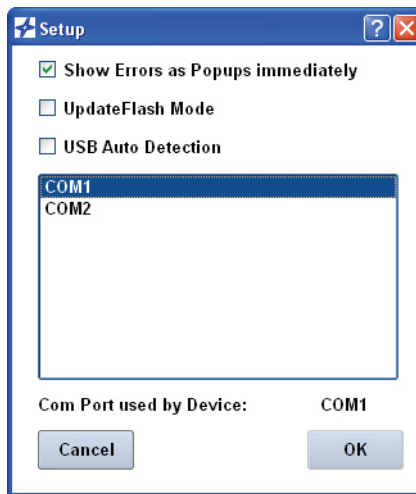 Setup
?
Show Errors as Popups immediately
UpdateFlash Mode
USB Auto Detection
COM1
COM2
Com Port used by Device: COM1
Cancel OK